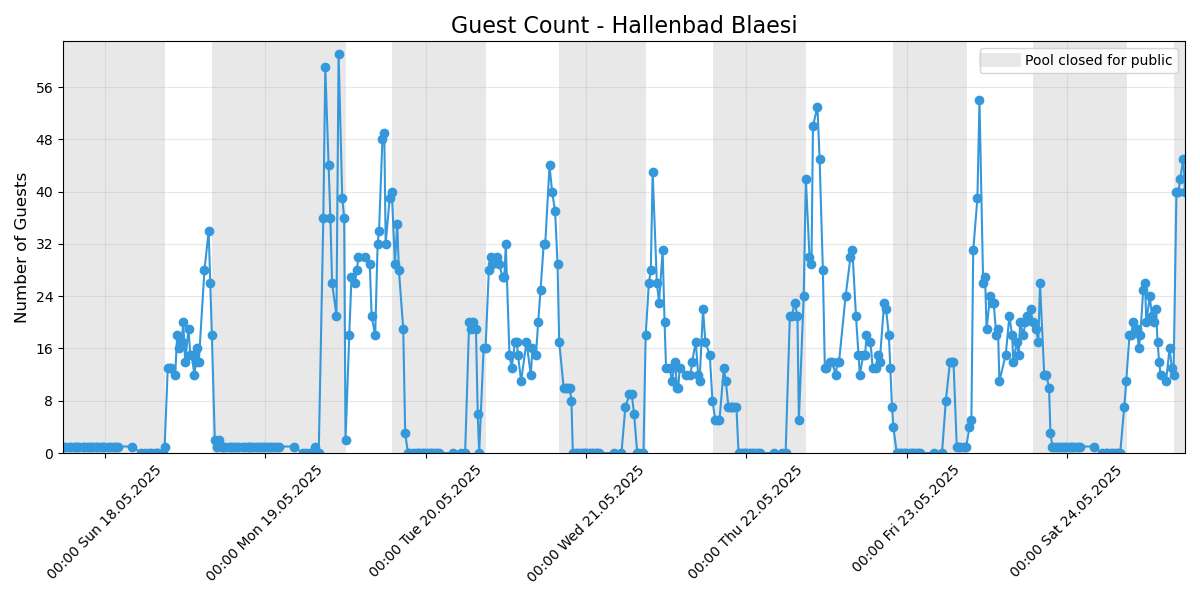 Guest Count - Hallenbad Blaesi
Pool closed for public
Number of Guests
56
48
40
32
24
16
8
0
00:00 Sun 18.05.2025
00:00 Mon 19.05.2025
00:00 Tue 20.05.2025
00:00 Wed 21.05.2025
00:00 Thu 22.05.2025
00:00 Fri 23.05.2025
00:00 Sat 24.05.2025